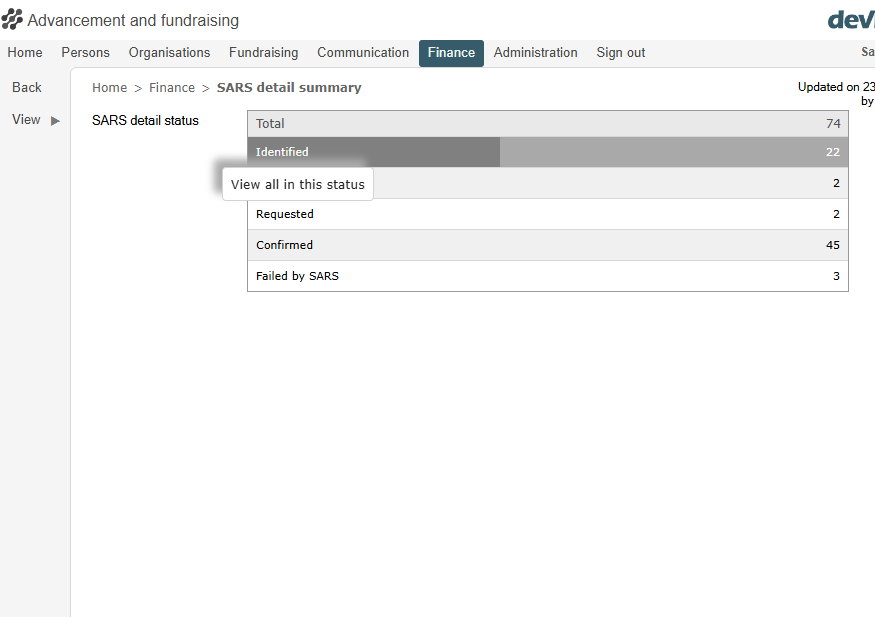 Advancement and fundraising
Home Persons Organisations Fundraising Communication Finance Administration Sign out
Back
View
Home > Finance > SARS detail summary
Updated on 23
by
SARS detail status
Total 74
Identified 22
View all in this status
2
Requested 2
Confirmed 45
Failed by SARS 3